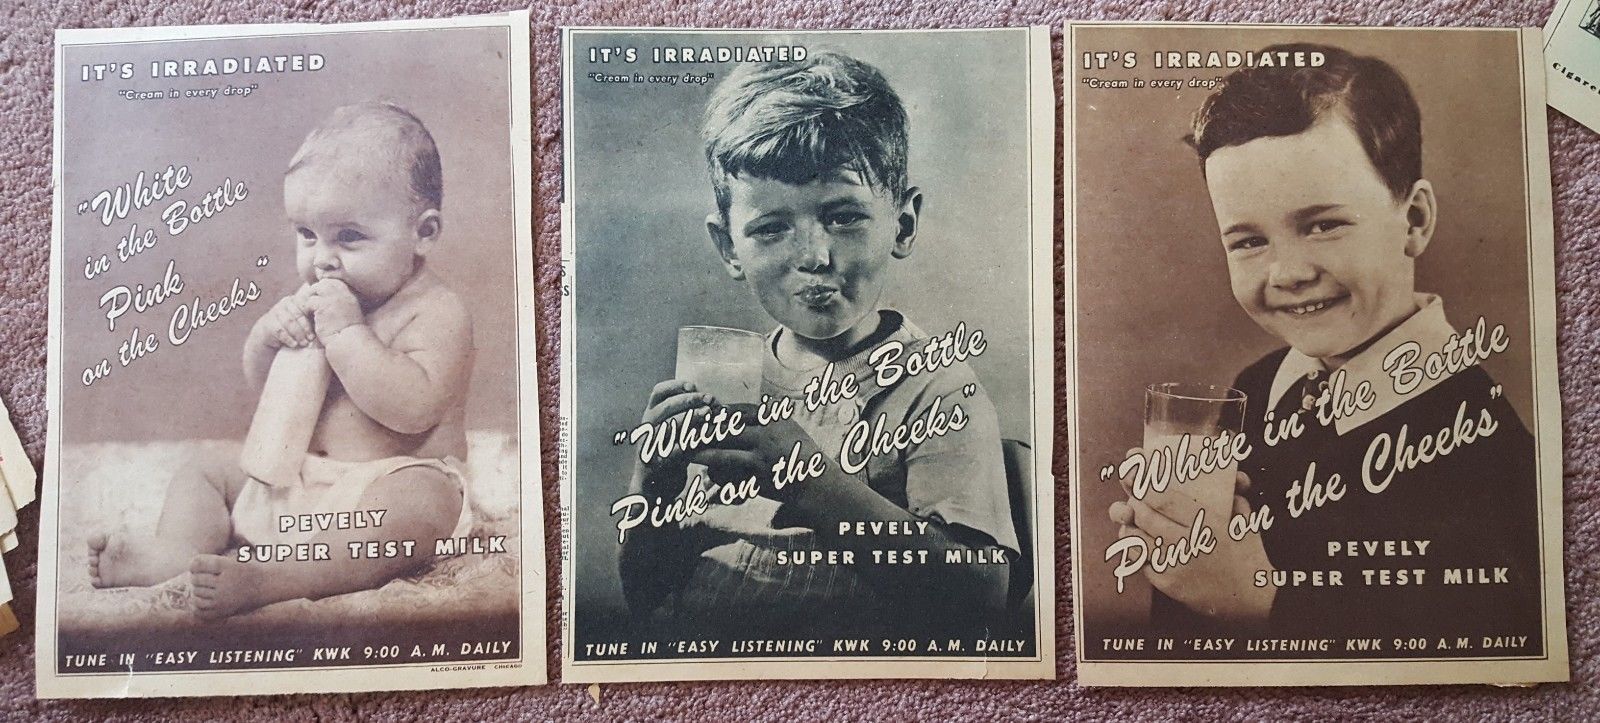 IT'S IRRADIATED
"Cream in every drop"
"White
in the Bottle
Pink
on the Cheeks"
PEVELY
SUPER TEST MILK
TUNE IN "EASY LISTENING" KWK 9:00 A.M. DAILY
ALCO-GRAVURE CHICAGO
IT'S IRRADIATED
"Cream in every drop"
"White in the Bottle
Pink on the Cheeks"
PEVELY
SUPER TEST MILK
TUNE IN "EASY LISTENING" KWK 9:00 A.M. DAILY
IT'S IRRADIATED
"Cream in every drop"
"White in the Bottle
Pink on the Cheeks"
PEVELY
SUPER TEST MILK
TUNE IN "EASY LISTENING" KWK 9:00 A.M. DAILY